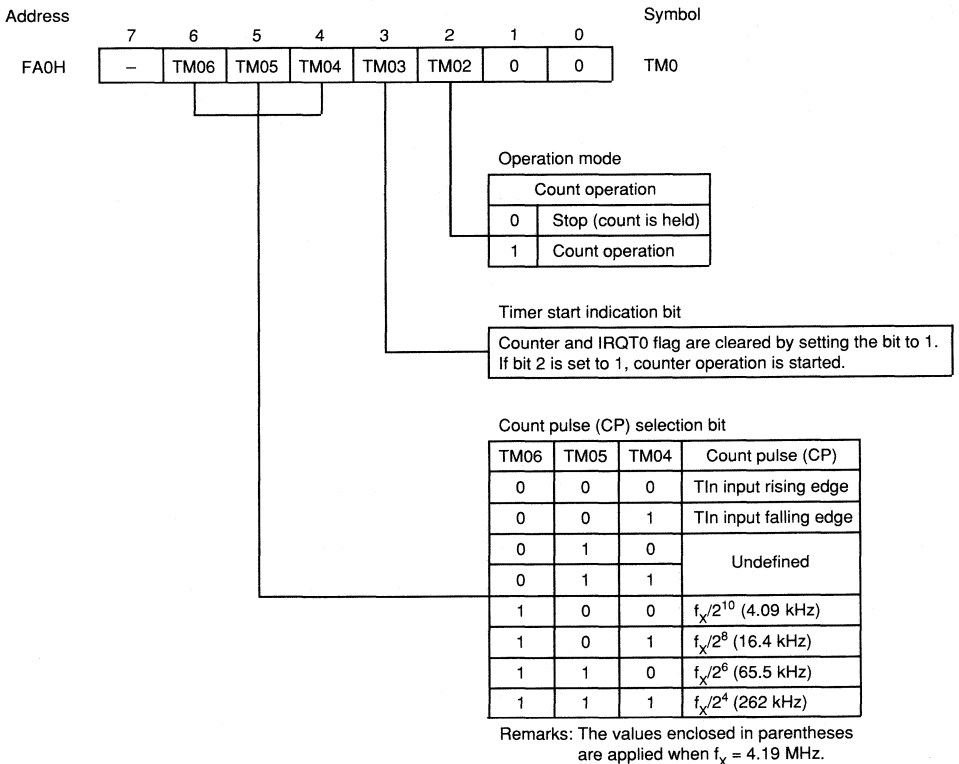 Address
Symbol
7 6 5 4 3 2 1 0
FA0H – TM06 TM05 TM04 TM03 TM02 0 0 TM0
Operation mode
Count operation
0 Stop (count is held)
1 Count operation
Timer start indication bit
Counter and IRQT0 flag are cleared by setting the bit to 1.
If bit 2 is set to 1, counter operation is started.
Count pulse (CP) selection bit
TM06 TM05 TM04 Count pulse (CP)
0 0 0 TIn input rising edge
0 0 1 TIn input falling edge
0 1 0 Undefined
0 1 1
1 0 0 fX/2^10 (4.09 kHz)
1 0 1 fX/2^8 (16.4 kHz)
1 1 0 fX/2^6 (65.5 kHz)
1 1 1 fX/2^4 (262 kHz)
Remarks: The values enclosed in parentheses
are applied when fX = 4.19 MHz.